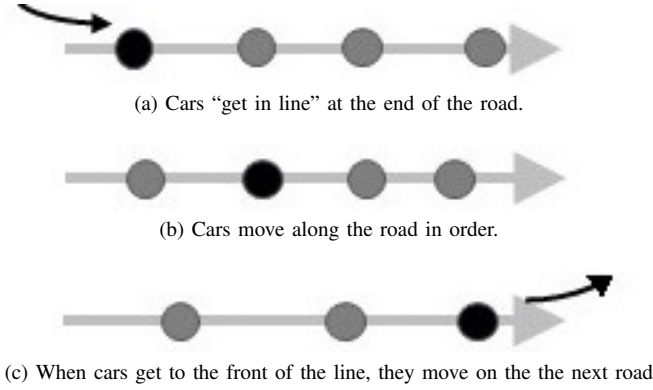 (a) Cars “get in line” at the end of the road.
(b) Cars move along the road in order.
(c) When cars get to the front of the line, they move on the the next road